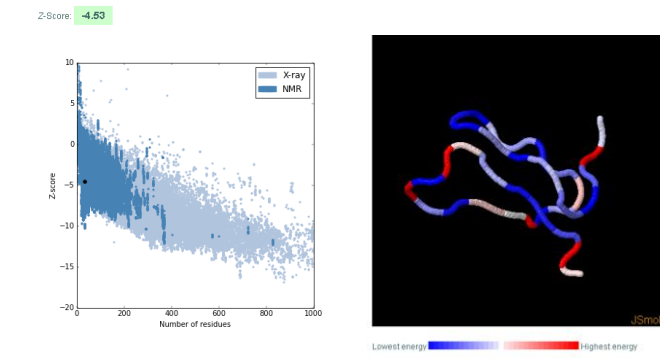 Z-Score: -4.53
X-ray
NMR
10
5
0
−5
−10
−15
−20
Z-score
0 200 400 600 800 1000
Number of residues
JSmol
Lowest energy Highest energy